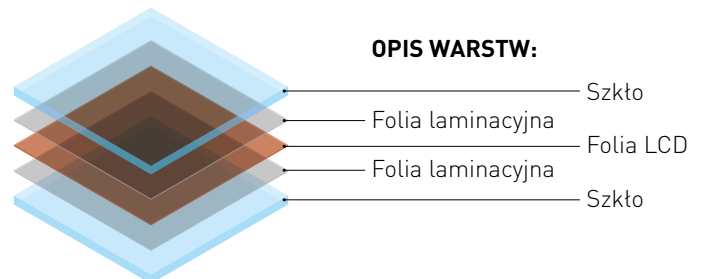 OPIS WARSTW:
Szkło
Folia laminacyjna
Folia LCD
Folia laminacyjna
Szkło